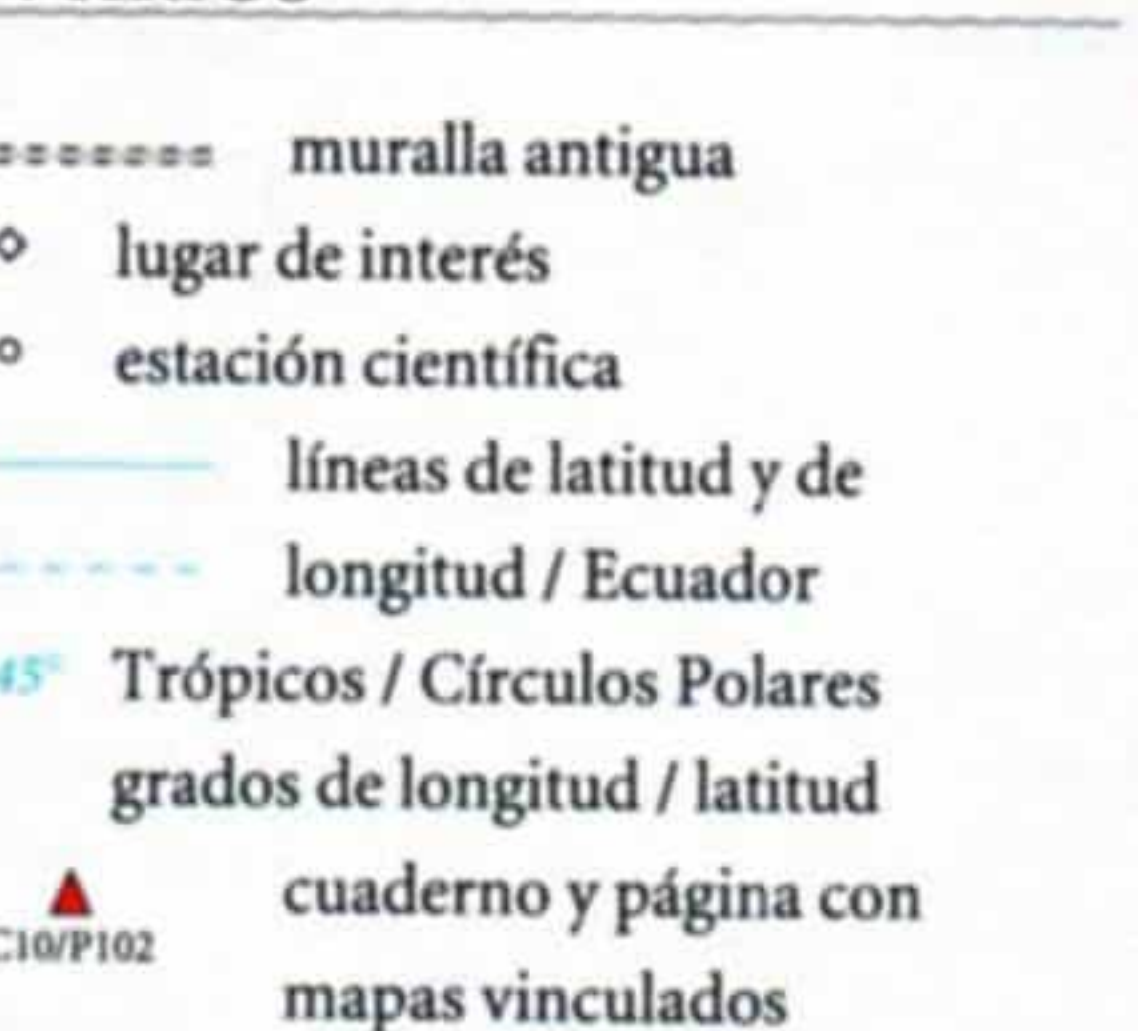 muralla antigua
lugar de interés
estación científica
líneas de latitud y de
longitud / Ecuador
45° Trópicos / Círculos Polares
grados de longitud / latitud
cuaderno y página con
C10/P102
mapas vinculados